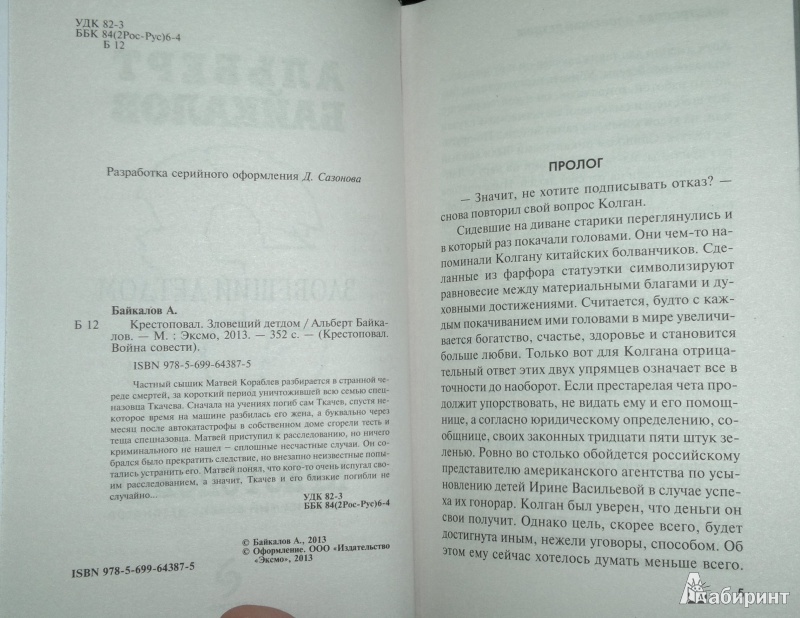 УДК 82-3
ББК 84(2Рос-Рус)6-4
Б 12
Разработка серийного оформления Д. Сазонова
Байкалов А.
Б 12 Крестоповал. Зловещий детдом / Альберт Байка-
лов. — М. : Эксмо, 2013. — 352 с. — (Крестоповал.
Война совести).
ISBN 978-5-699-64387-5
Частный сыщик Матвей Кораблев разбирается в странной че-
реде смертей, за короткий период уничтожившей всю семью спец-
назовца Ткачева. Сначала на учениях погиб сам Ткачев, спустя
некоторое время на машине разбилась его жена, а буквально через
месяц после автокатастрофы в собственном доме сгорели тесть и
теща спецназовца. Матвей приступил к расследованию, но ничего
криминального не нашел – сплошные несчастные случаи. Он со-
брался было прекратить следствие, но внезапно неизвестные попы-
тались устранить его. Матвей понял, что кого-то очень испугал сво-
им расследованием, а значит, Ткачев и его близкие погибли не
случайно...
УДК 82-3
ББК 84(2Рос-Рус)6-4
© Байкалов А., 2013
© Оформление. ООО «Издательство
«Эксмо», 2013
ISBN 978-5-699-64387-5
ПРОЛОГ
— Значит, не хотите подписывать отказ? —
снова повторил свой вопрос Колган.
Сидевшие на диване старики переглянулись и
в который раз покачали головами. Они чем-то на-
поминали Колгану китайских болванчиков. Сде-
ланные из фарфора статуэтки символизируют
равновесие между материальными благами и ду-
ховными достижениями. Считается, будто с каж-
дым покачиванием ими головами в мире увеличи-
вается богатство, счастье, здоровье и становится
больше любви. Только вот для Колгана отрица-
тельный ответ этих двух упрямцев означает все в
точности до наоборот. Если престарелая чета про-
должит упорствовать, не видать ему и его помощ-
нице, а согласно юридическому определению, со-
общнице, своих законных тридцати пяти штук зе-
ленью. Ровно во столько обойдется российскому
представителю американского агентства по усы-
новлению детей Ирине Васильевой в случае успе-
ха их гонорар. Колган был уверен, что деньги он
свои получит. Однако цель, скорее всего, будет
достигнута иным, нежели уговоры, способом. Об
этом ему сейчас хотелось думать меньше всего.
5
Лабиринт